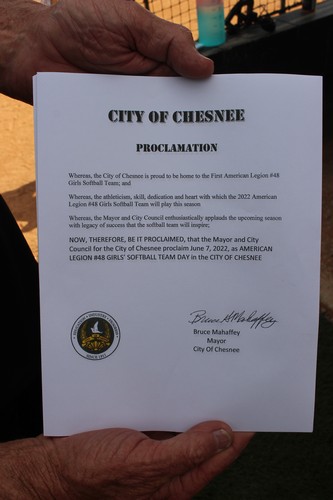 CITY OF CHESNEE
PROCLAMATION
Whereas, the City of Chesnee is proud to be home to the First American Legion #48
Girls Softball Team; and
Whereas, the athleticism, skill, dedication and heart with which the 2022 American
Legion #48 Girls Softball Team will play this season
Whereas, the Mayor and City Council enthusiastically applauds the upcoming season
with legacy of success that the softball team will inspire;
NOW, THEREFORE, BE IT PROCLAIMED, that the Mayor and City
Council for the City of Chesnee proclaim June 7, 2022, as AMERICAN
LEGION #48 GIRLS' SOFTBALL TEAM DAY in the CITY OF CHESNEE
Bruce Mahaffey
Bruce Mahaffey
Mayor
City Of Chesnee